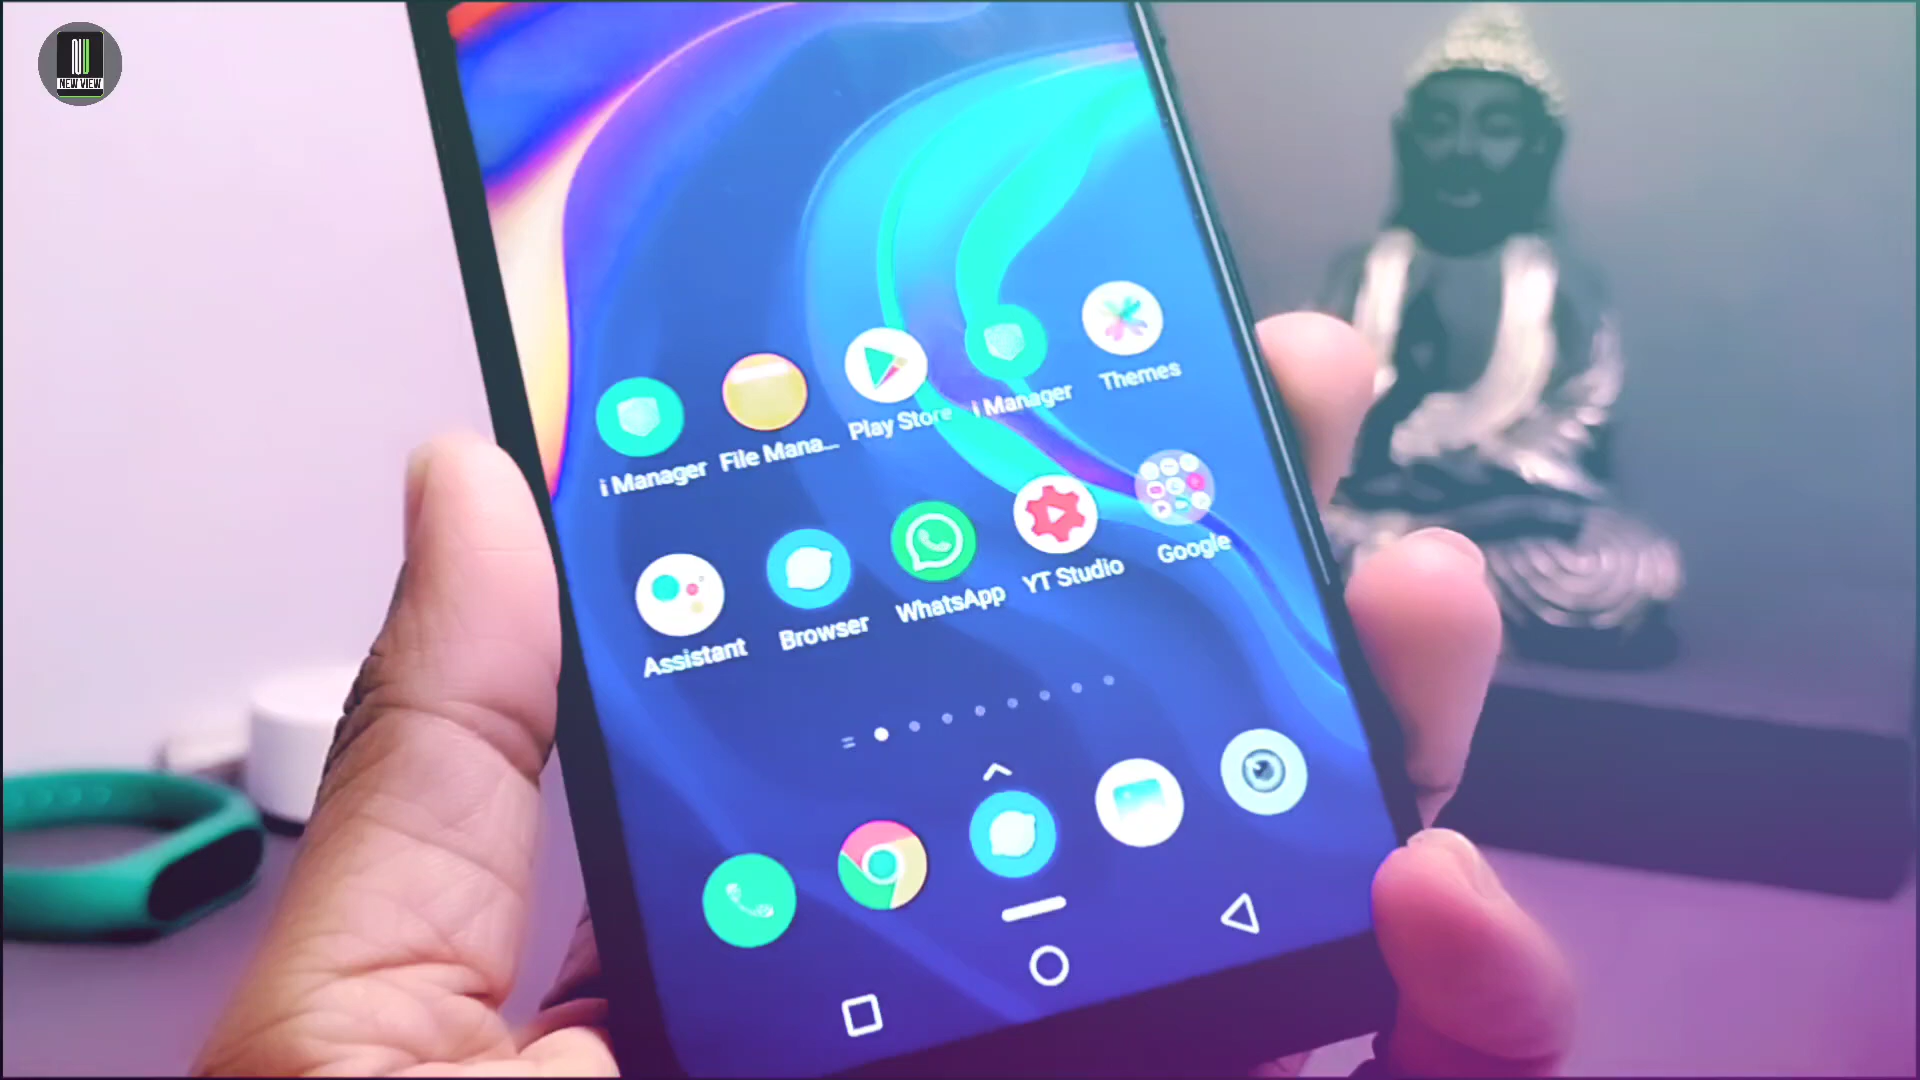 NEW VIEW
i Manager File Mana... Play Store i Manager Themes
Assistant Browser WhatsApp YT Studio Google